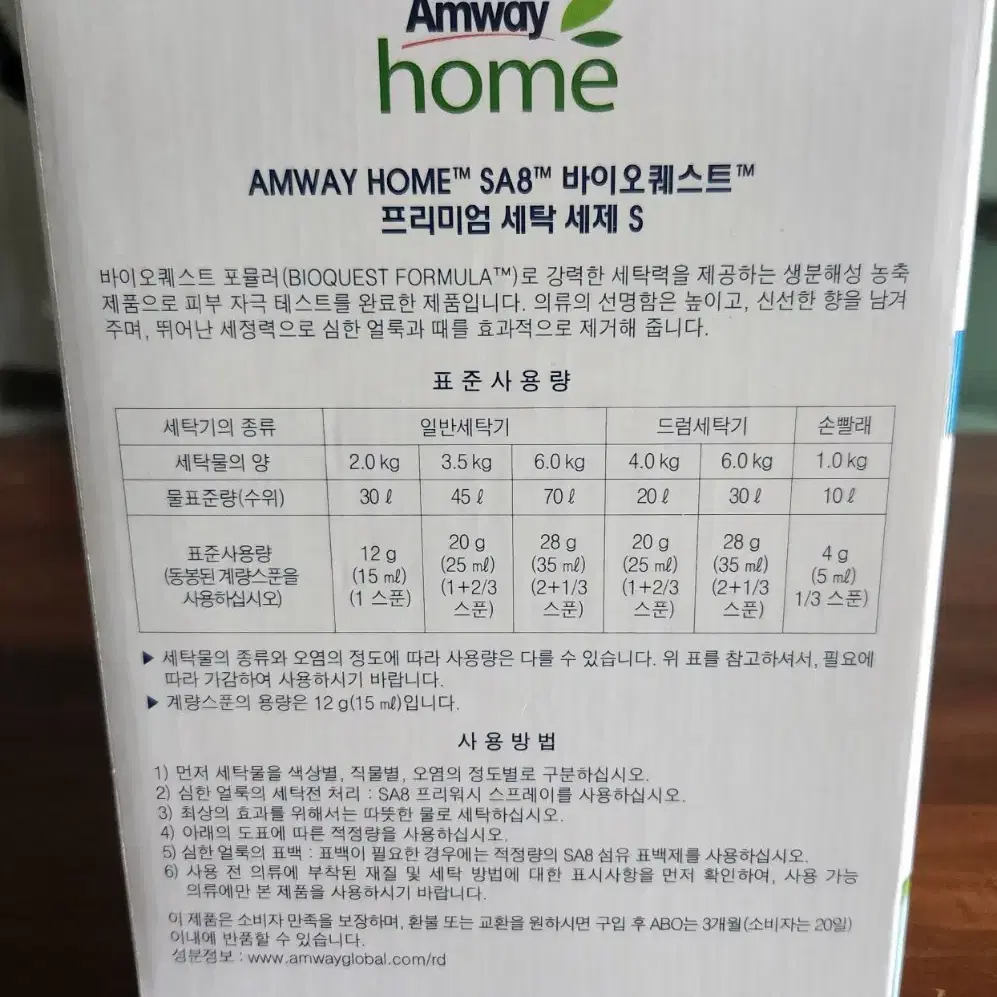 Amway
home
AMWAY HOME™ SA8™ 바이오퀘스트™
프리미엄 세탁 세제 S
바이오퀘스트 포뮬러(BIOQUEST FORMULA™)로 강력한 세탁력을 제공하는 생분해성 농축
제품으로 피부 자극 테스트를 완료한 제품입니다. 의류의 선명함은 높이고, 신선한 향을 남겨
주며, 뛰어난 세정력으로 심한 얼룩과 때를 효과적으로 제거해 줍니다.
표준사용량
세탁기의 종류 일반세탁기 드럼세탁기 손빨래
세탁물의 양 2.0 kg 3.5 kg 6.0 kg 4.0 kg 6.0 kg 1.0 kg
물표준량(수위) 30 ℓ 45 ℓ 70 ℓ 20 ℓ 30 ℓ 10 ℓ
표준사용량
(동봉된 계량스푼을
사용하십시오)
12 g
(15 ㎖)
(1 스푼)
20 g
(25 ㎖)
(1+2/3
스푼)
28 g
(35 ㎖)
(2+1/3
스푼)
20 g
(25 ㎖)
(1+2/3
스푼)
28 g
(35 ㎖)
(2+1/3
스푼)
4 g
(5 ㎖)
1/3 스푼)
▶ 세탁물의 종류와 오염의 정도에 따라 사용량은 다를 수 있습니다. 위 표를 참고하셔서, 필요에
따라 가감하여 사용하시기 바랍니다.
▶ 계량스푼의 용량은 12 g(15 ㎖)입니다.
사용방법
1) 먼저 세탁물을 색상별, 직물별, 오염의 정도별로 구분하십시오.
2) 심한 얼룩의 세탁전 처리 : SA8 프리워시 스프레이를 사용하십시오.
3) 최상의 효과를 위해서는 따뜻한 물로 세탁하십시오.
4) 아래의 도표에 따른 적정량을 사용하십시오.
5) 심한 얼룩의 표백 : 표백이 필요한 경우에는 적정량의 SA8 섬유 표백제를 사용하십시오.
6) 사용 전 의류에 부착된 재질 및 세탁 방법에 대한 표시사항을 먼저 확인하여, 사용 가능
의류에만 본 제품을 사용하시기 바랍니다.
이 제품은 소비자 만족을 보장하며, 환불 또는 교환을 원하시면 구입 후 ABO는 3개월(소비자는 20일)
이내에 반품할 수 있습니다.
성분정보 : www.amwayglobal.com/rd